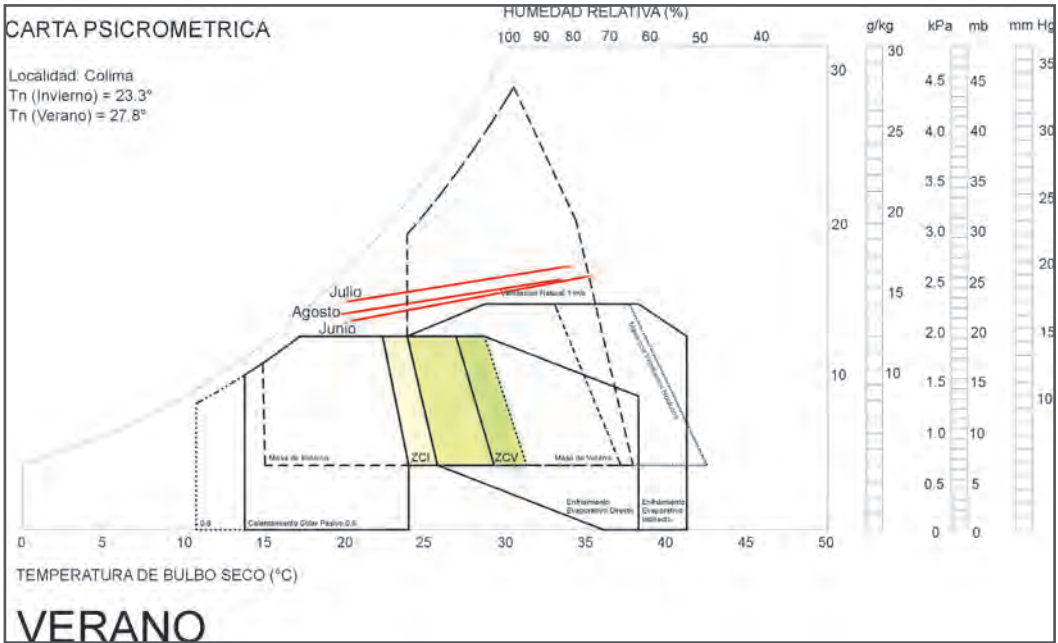 CARTA PSICROMETRICA
Localidad: Colima
Tn (Invierno) = 23.3°
Tn (Verano) = 27.8°
HUMEDAD RELATIVA (%)
100 90 80 70 60 50 40
g/kg kPa mb mm Hg
30
20
10
30
25
20
15
10
0
4.5
4.0
3.5
3.0
2.5
2.0
1.5
1.0
0.5
0
45
40
35
30
25
20
15
10
5
0
35
30
25
20
15
10
Julio
Agosto
Junio
Ventilación Natural 1 m/s
Masa de Invierno
ZCI
ZCV
Masa de Verano
0.8
Calentamiento Solar Pasivo 0.6
Enfriamiento
Evaporativo Directo
Enfriamiento
Evaporativo
Indirecto
0 5 10 15 20 25 30 35 40 45 50
TEMPERATURA DE BULBO SECO (°C)
VERANO